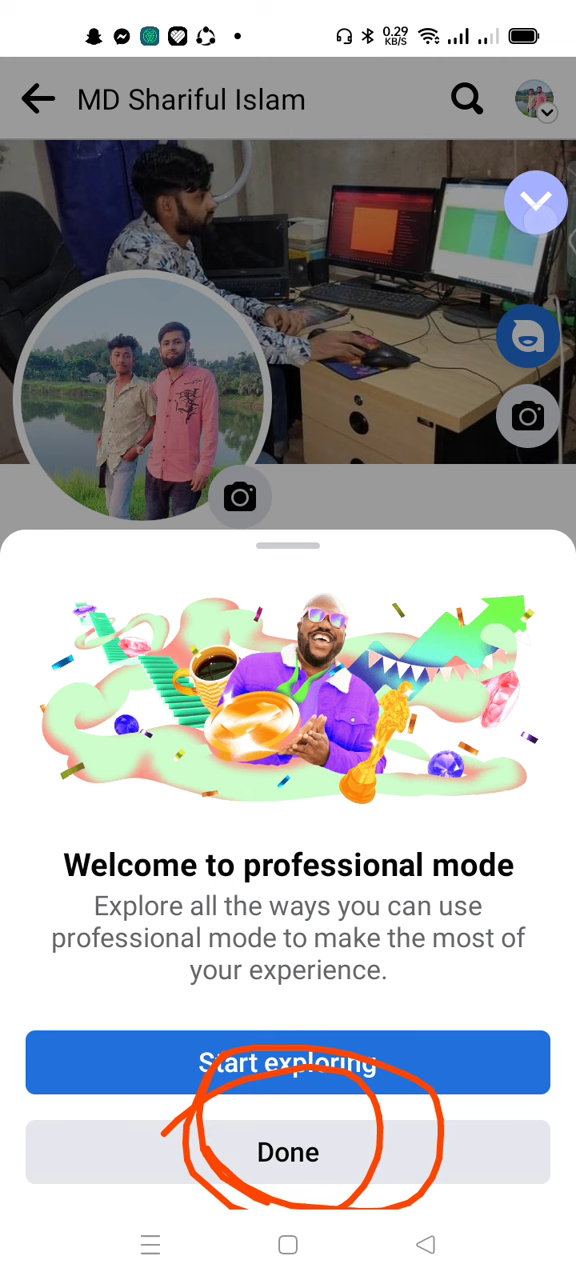 0.29
KB/S
MD Shariful Islam
Welcome to professional mode
Explore all the ways you can use
professional mode to make the most of
your experience.
Start exploring
Done